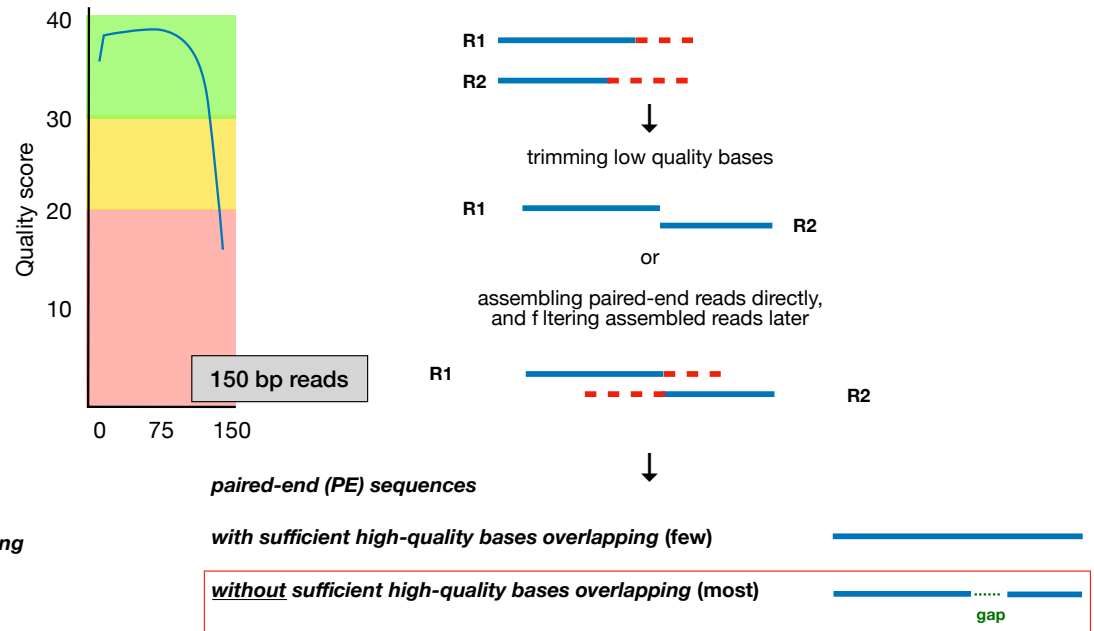 40
30
20
10
Quality score
0 75 150
150 bp reads
R1
R2
trimming low quality bases
R1
R2
or
assembling paired-end reads directly,
and f ltering assembled reads later
R1
R2
paired-end (PE) sequences
ng
with sufficient high-quality bases overlapping (few)
without sufficient high-quality bases overlapping (most)
gap